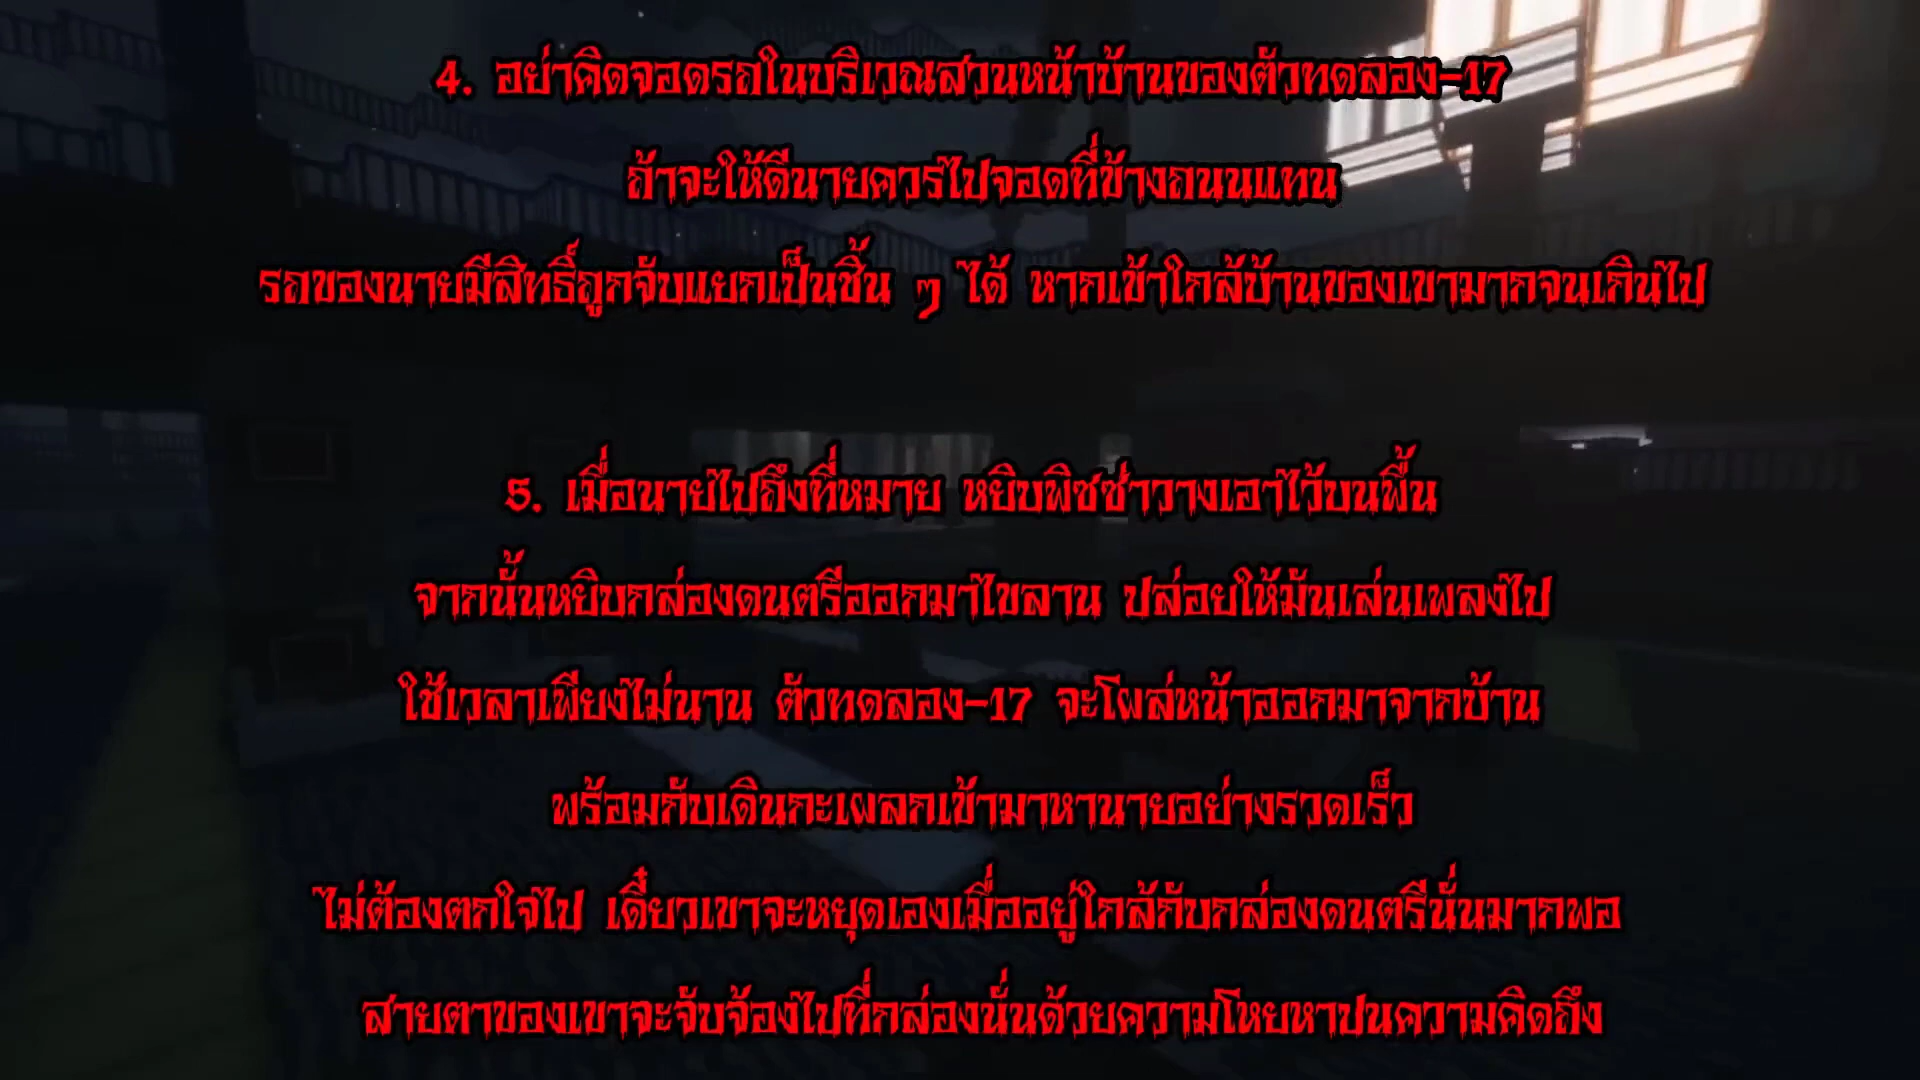 4. อย่าคิดจอดรถในบริเวณสวนหน้าบ้านของตัวทดลอง-17
ถ้าจะให้ดีนายควรไปจอดที่ข้างถนนแทน
รถของนายมีสิทธิ์ถูกจับแยกเป็นชิ้น ๆ ได้ หากเข้าใกล้บ้านของเขามากจนเกินไป
5. เมื่อนายไปถึงที่หมาย หยิบพิซซ่าวางเอาไว้บนพื้น
จากนั้นหยิบกล่องดนตรีออกมาไขลาน ปล่อยให้มันเล่นเพลงไป
ใช้เวลาเพียงไม่นาน ตัวทดลอง-17 จะโผล่หน้าออกมาจากบ้าน
พร้อมกับเดินกะเผลกเข้ามาหานายอย่างรวดเร็ว
ไม่ต้องตกใจไป เดี๋ยวเขาจะหยุดเองเมื่ออยู่ใกล้กับกล่องดนตรีนั่นมากพอ
สายตาของเขาจะจับจ้องไปที่กล่องนั่นด้วยความโหยหาปนความคิดถึง